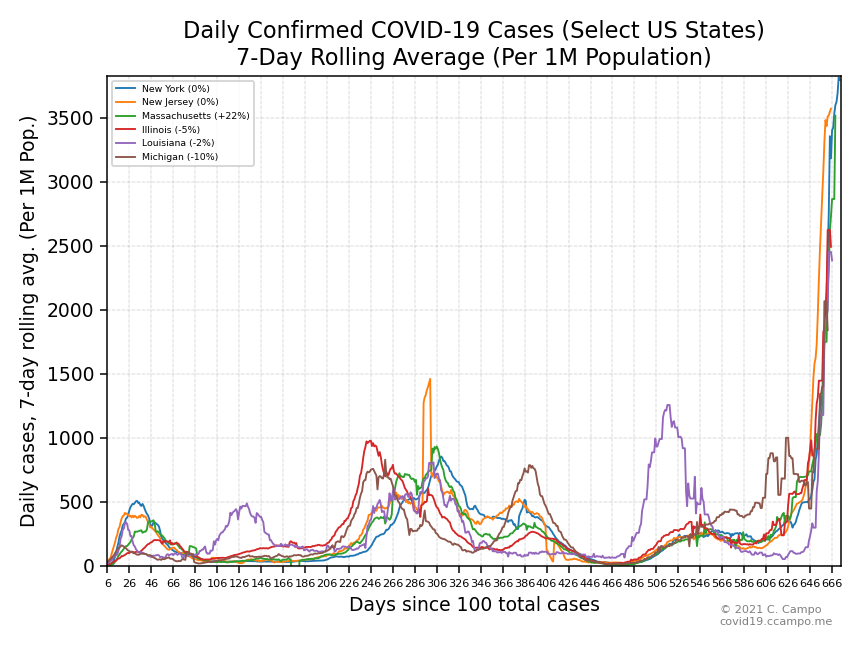 Daily Confirmed COVID-19 Cases (Select US States)
7-Day Rolling Average (Per 1M Population)
New York (0%)
New Jersey (0%)
Massachusetts (+22%)
Illinois (-5%)
Louisiana (-2%)
Michigan (-10%)
Daily cases, 7-day rolling avg. (Per 1M Pop.)
3500
3000
2500
2000
1500
1000
500
0
6 26 46 66 86 106 126 146 166 186 206 226 246 266 286 306 326 346 366 386 406 426 446 466 486 506 526 546 566 586 606 626 646 666
Days since 100 total cases
© 2021 C. Campo
covid19.ccampo.me